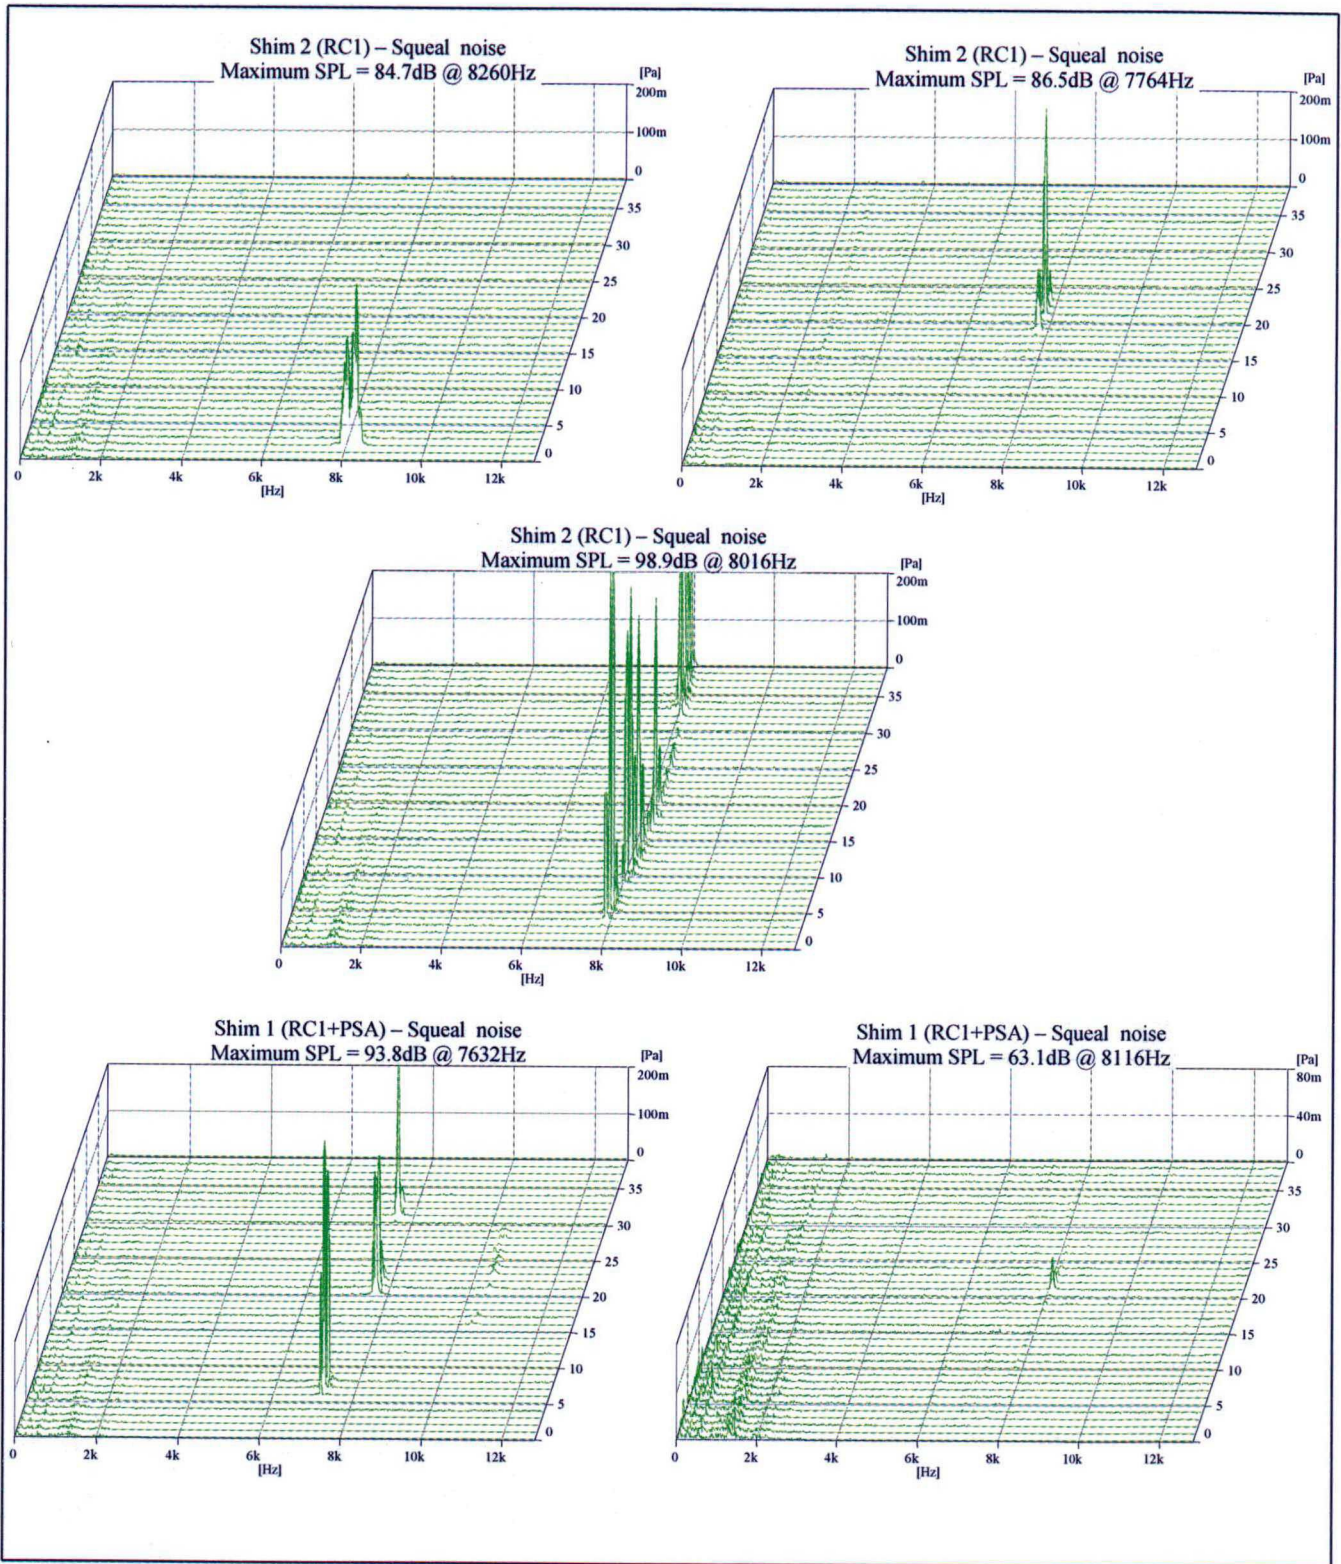 Shim 2 (RC1) – Squeal noise
Maximum SPL = 84.7dB @ 8260Hz
[Pa]
200m
100m
0
35
30
25
20
15
10
5
0
0 2k 4k 6k 8k 10k 12k
[Hz]
Shim 2 (RC1) – Squeal noise
Maximum SPL = 86.5dB @ 7764Hz
[Pa]
200m
100m
0
35
30
25
20
15
10
5
0
0 2k 4k 6k 8k 10k 12k
[Hz]
Shim 2 (RC1) – Squeal noise
Maximum SPL = 98.9dB @ 8016Hz
[Pa]
200m
100m
0
35
30
25
20
15
10
5
0
0 2k 4k 6k 8k 10k 12k
[Hz]
Shim 1 (RC1+PSA) – Squeal noise
Maximum SPL = 93.8dB @ 7632Hz
[Pa]
200m
100m
0
35
30
25
20
15
10
5
0
0 2k 4k 6k 8k 10k 12k
[Hz]
Shim 1 (RC1+PSA) – Squeal noise
Maximum SPL = 63.1dB @ 8116Hz
[Pa]
80m
40m
0
35
30
25
20
15
10
5
0
0 2k 4k 6k 8k 10k 12k
[Hz]